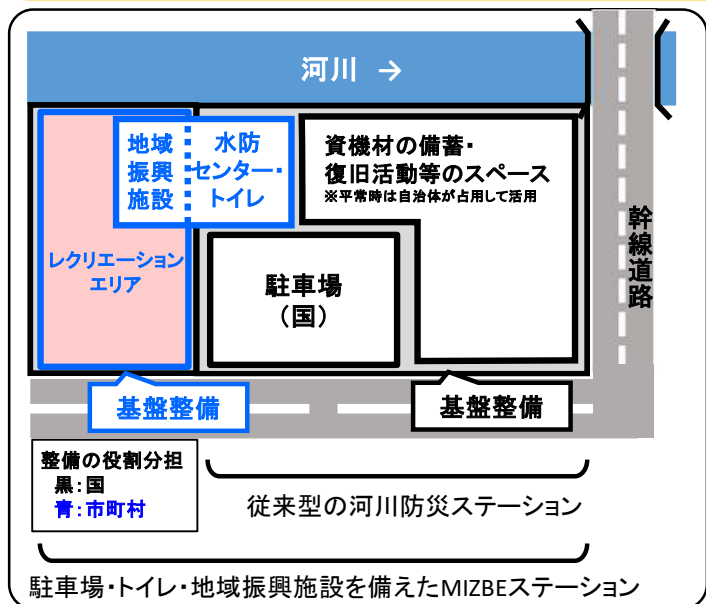 河川 →
地域
振興
施設
水防
センター・
トイレ
資機材の備蓄・
復旧活動等のスペース
※平常時は自治体が占用して活用
幹線道路
レクリエーション
エリア
駐車場
（国）
基盤整備
基盤整備
整備の役割分担
黒：国
青：市町村
従来型の河川防災ステーション
駐車場・トイレ・地域振興施設を備えたMIZBEステーション